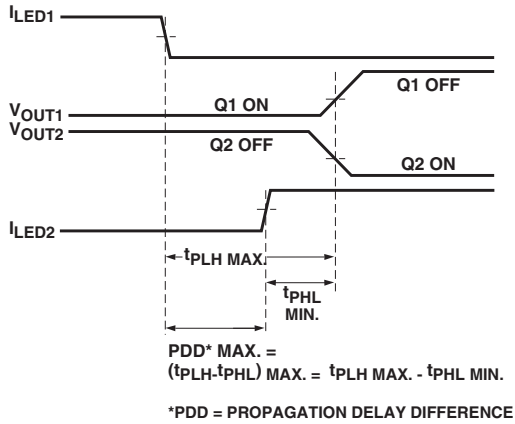 ILED1
Q1 OFF
VOUT1
Q1 ON
VOUT2
Q2 OFF
Q2 ON
ILED2
tPLH MAX.
tPHL
MIN.
PDD* MAX. =
(tPLH-tPHL) MAX. = tPLH MAX. - tPHL MIN.
*PDD = PROPAGATION DELAY DIFFERENCE